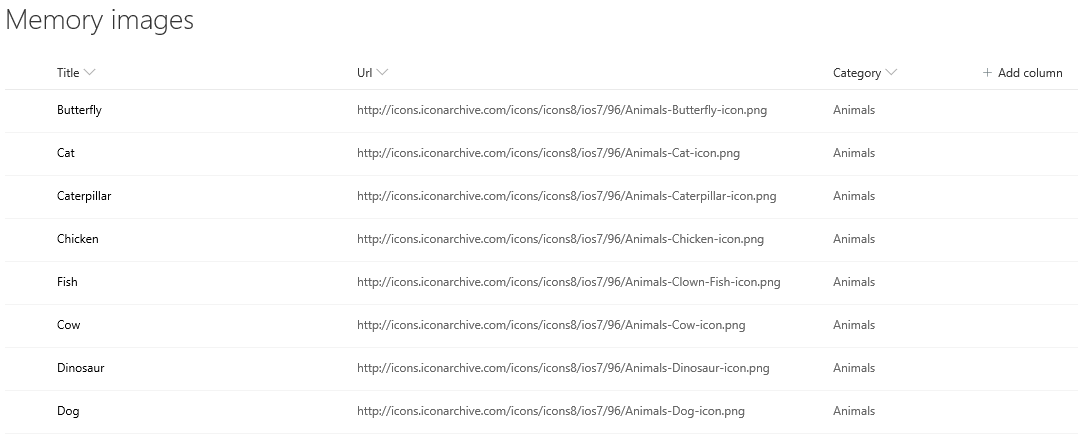 Memory images
Title Url Category + Add column
Butterfly http://icons.iconarchive.com/icons/icons8/ios7/96/Animals-Butterfly-icon.png Animals
Cat http://icons.iconarchive.com/icons/icons8/ios7/96/Animals-Cat-icon.png Animals
Caterpillar http://icons.iconarchive.com/icons/icons8/ios7/96/Animals-Caterpillar-icon.png Animals
Chicken http://icons.iconarchive.com/icons/icons8/ios7/96/Animals-Chicken-icon.png Animals
Fish http://icons.iconarchive.com/icons/icons8/ios7/96/Animals-Clown-Fish-icon.png Animals
Cow http://icons.iconarchive.com/icons/icons8/ios7/96/Animals-Cow-icon.png Animals
Dinosaur http://icons.iconarchive.com/icons/icons8/ios7/96/Animals-Dinosaur-icon.png Animals
Dog http://icons.iconarchive.com/icons/icons8/ios7/96/Animals-Dog-icon.png Animals